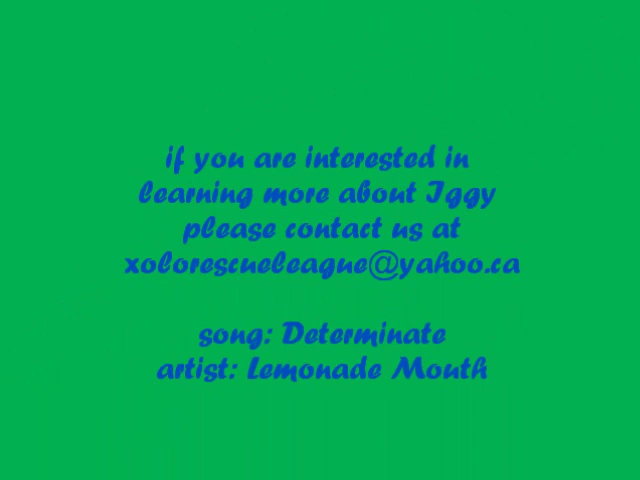 if you are interested in
learning more about Iggy
please contact us at
xolorescueleague@yahoo.ca
song: Determinate
artist: Lemonade Mouth